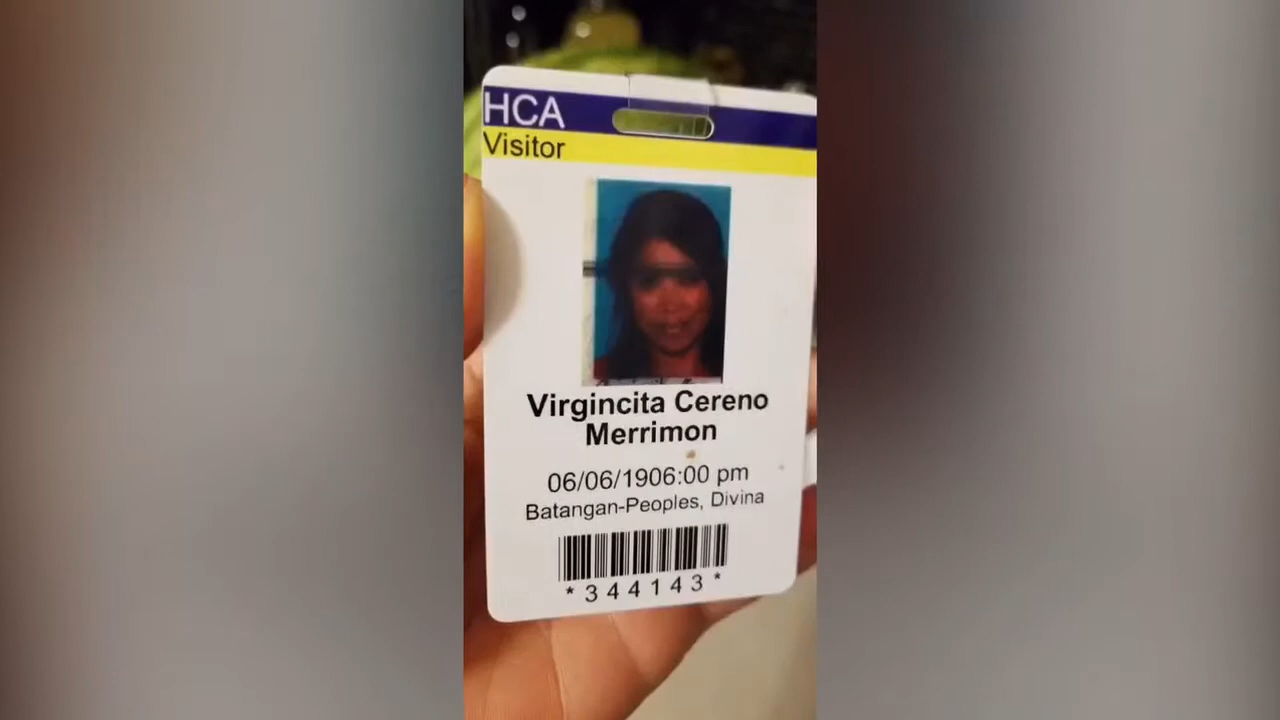 HCA
Visitor
Virgincita Cereno
Merrimon
06/06/1906:00 pm
Batangan-Peoples, Divina
*344143*